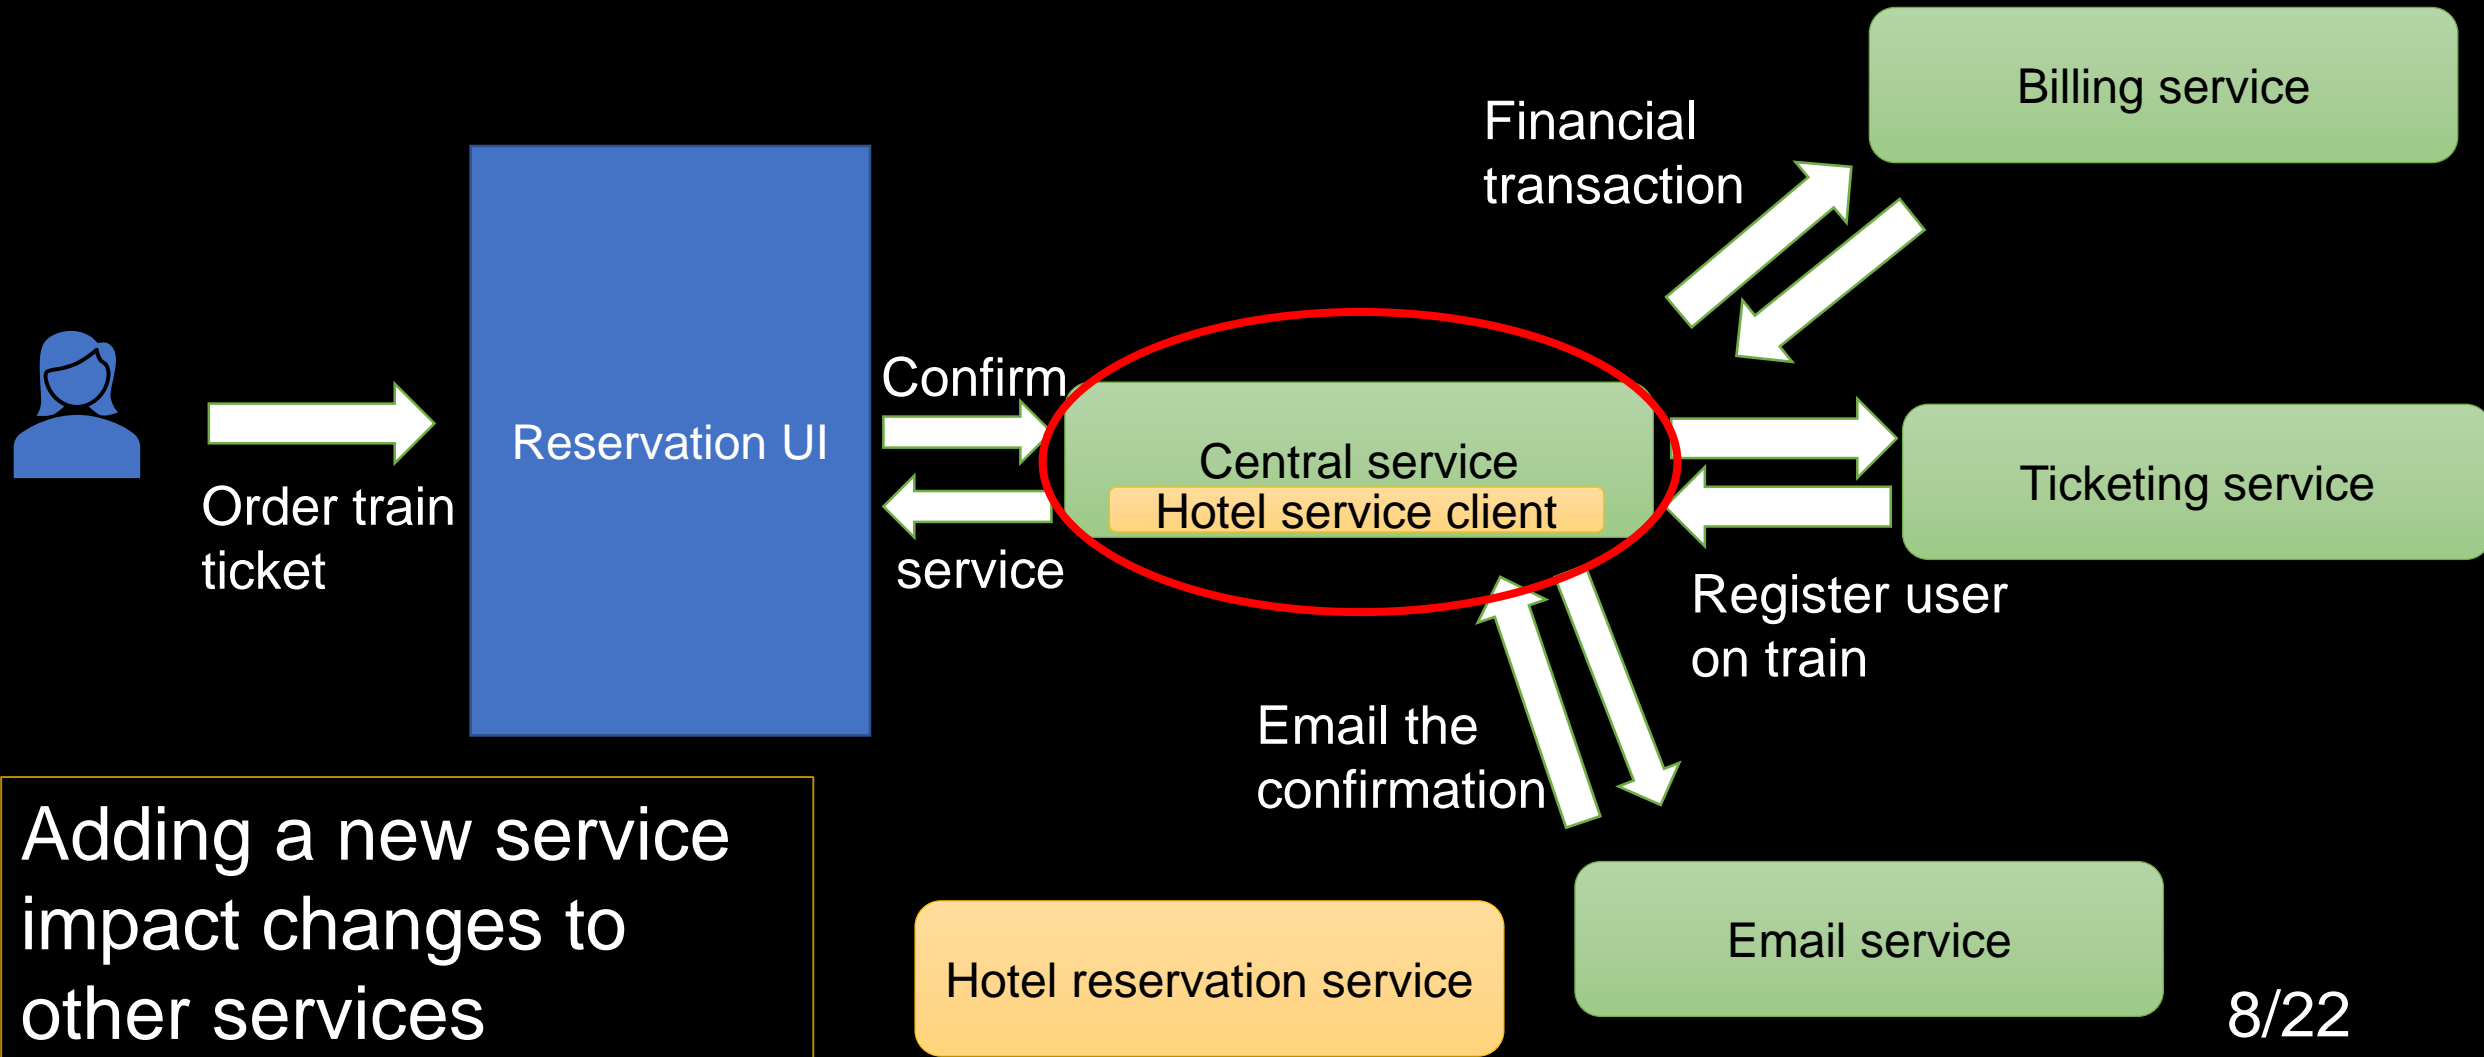 Billing service
Financial
transaction
Confirm
Reservation UI
Central service
Hotel service client
Ticketing service
Order train
ticket
service
Register user
on train
Email the
confirmation
Adding a new service
impact changes to
other services
Hotel reservation service
Email service
8/22